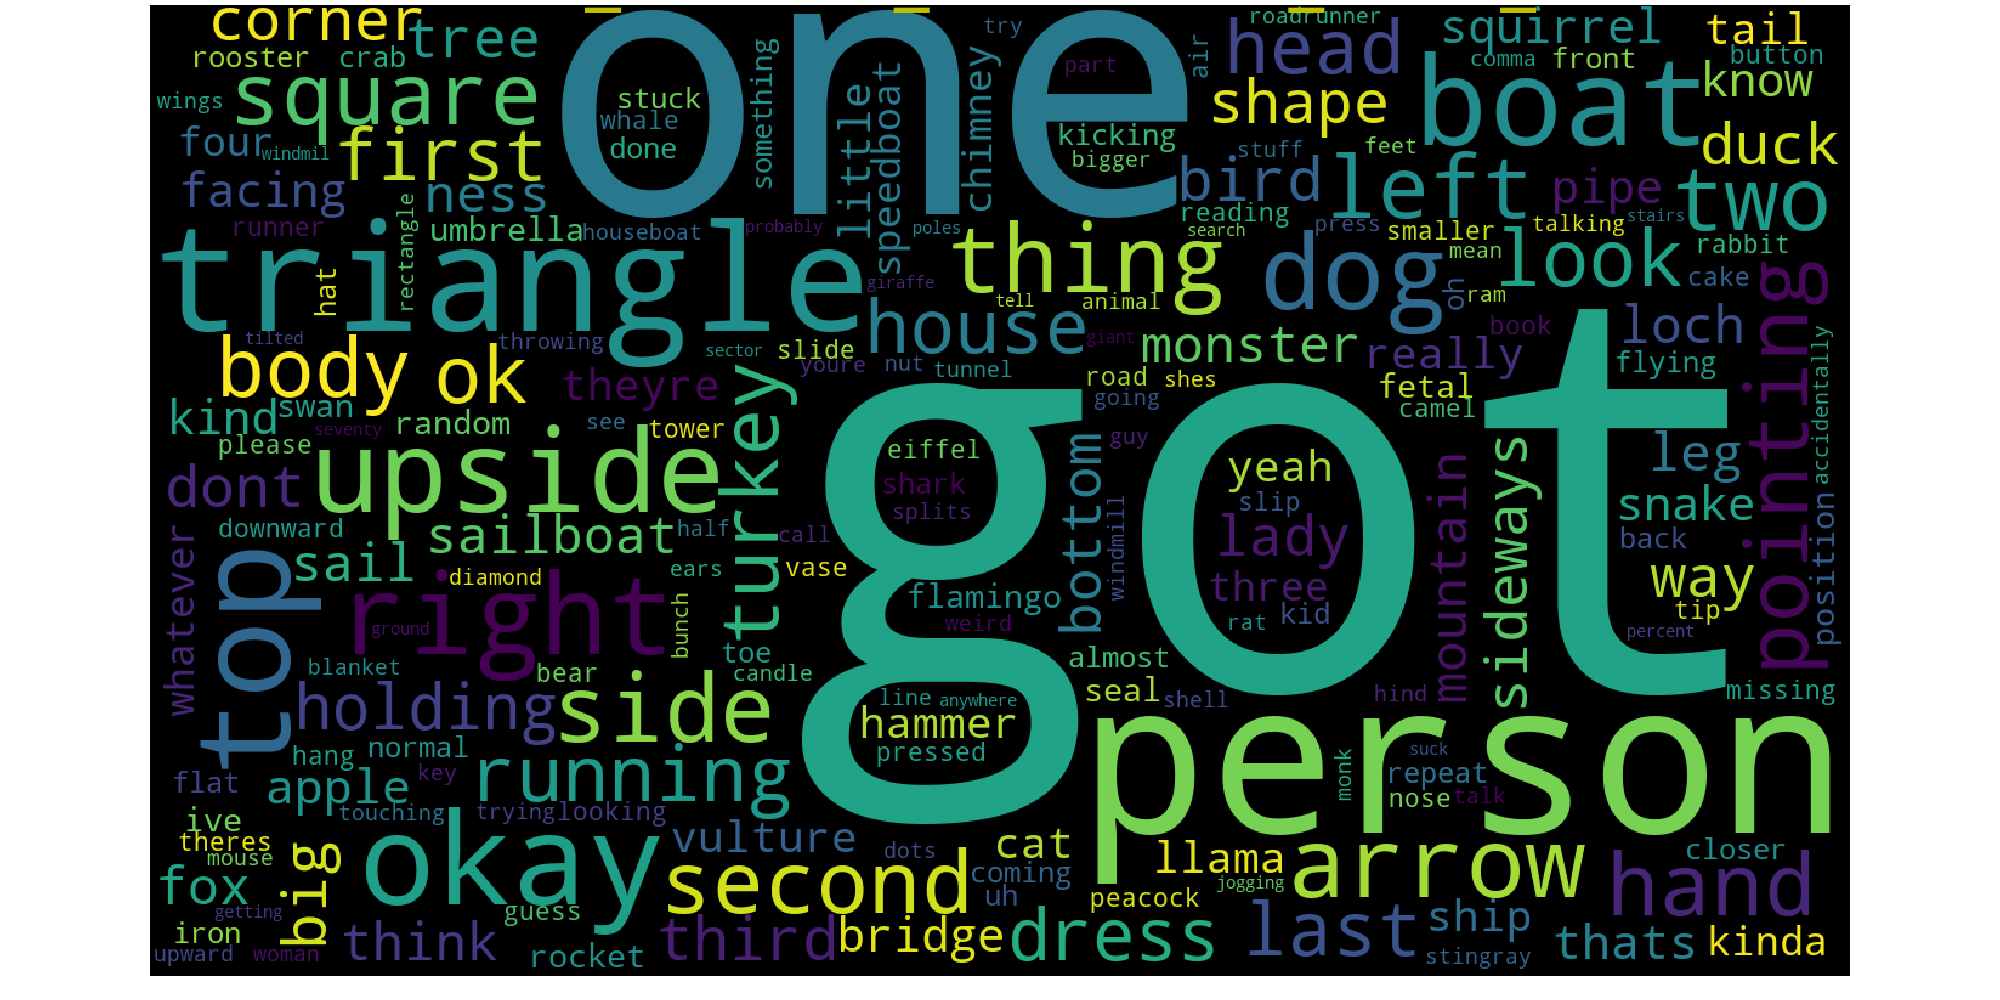 corner
tree
one
try
roadrunner
squirrel
tail
rooster
crab
something
air
head
comma
front
button
square
stuck
little
speedboat
chimney
part
shape
boat
know
wings
whale
done
kicking
bigger
stuff
feet
duck
four
windmil
first
facing
ness
bird
left
pipe
two
rectangle
reading
search
press
smaller
talking
stairs
runner
umbrella
houseboat
probably
poles
thing
dog
mean
look
rabbit
triangle
giraffe
tell
animal
oh
ram
cake
pointing
hat
house
giant
book
loch
tilted
throwing
sector
slide
monster
really
flying
accidentally
body
ok
theyre
turkey
youre
nut
tunnel
road
shes
going
fetal
camel
kind
swan
random
see
tower
got
guy
please
seventy
upside
eiffel
bottom
yeah
mountain
sideways
leg
dont
shark
splits
slip
snake
position
whatever
downward
sailboat
half
call
windmill
lady
back
top
sail
diamond
ears
vase
three
way
right
ground
bunch
flamingo
weird
rat
kid
tip
percent
blanket
bear
toe
candle
almost
holding
side
line
anywhere
seal
shell
hind
missing
hammer
person
hang
normal
pressed
suck
flat
key
running
monk
repeat
apple
touching
trying
looking
nose
talk
ive
theres
mouse
big
okay
vulture
dots
cat
llama
arrow
closer
fox
second
coming
uh
peacock
jogging
hand
getting
guess
iron
think
third
bridge
dress
last
ship
thats
kinda
upward
woman
rocket
stingray